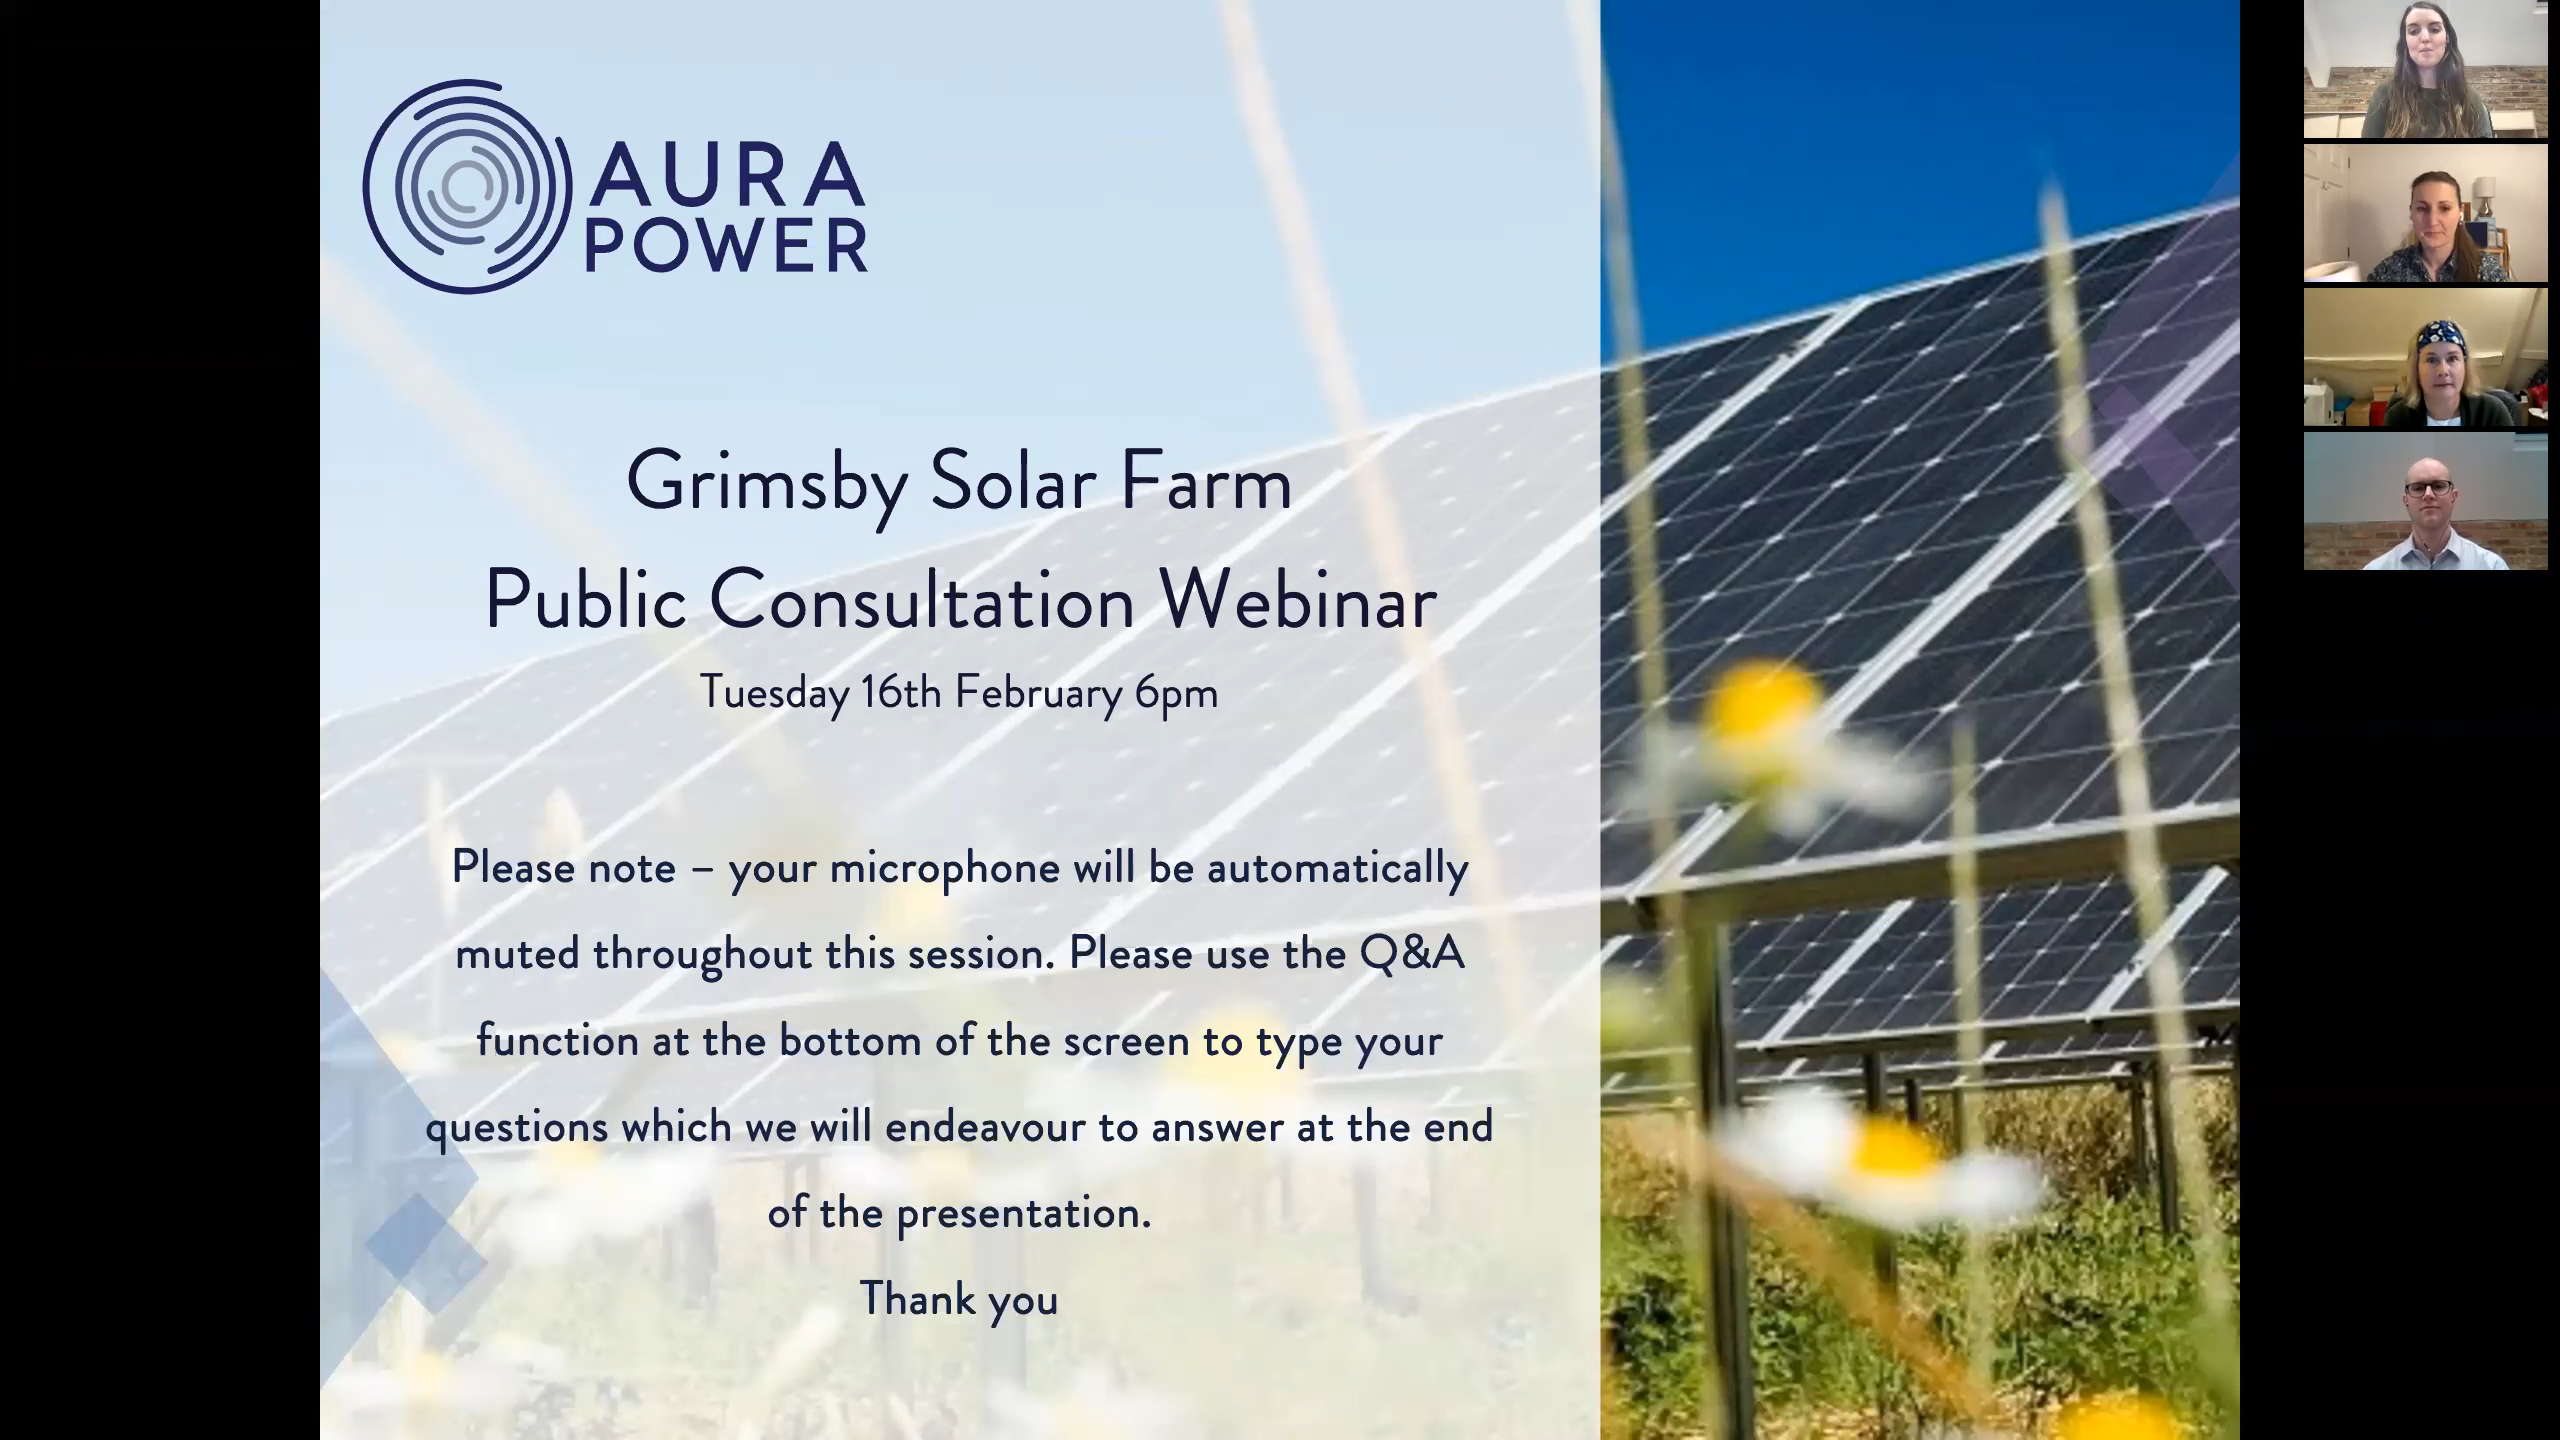 AURA
POWER
Grimsby Solar Farm
Public Consultation Webinar
Tuesday 16th February 6pm
Please note – your microphone will be automatically
muted throughout this session. Please use the Q&A
function at the bottom of the screen to type your
questions which we will endeavour to answer at the end
of the presentation.
Thank you